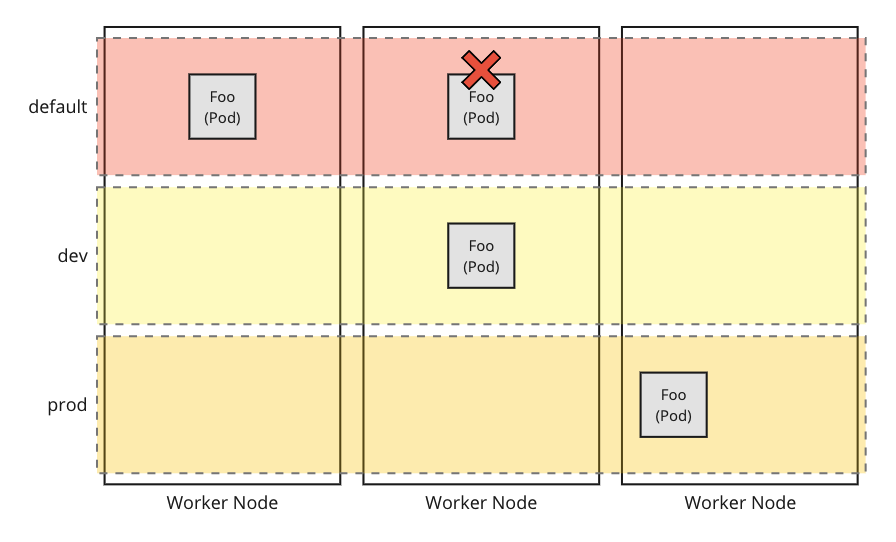 default
Foo
(Pod)
Foo
(Pod)
dev
Foo
(Pod)
prod
Foo
(Pod)
Worker Node
Worker Node
Worker Node